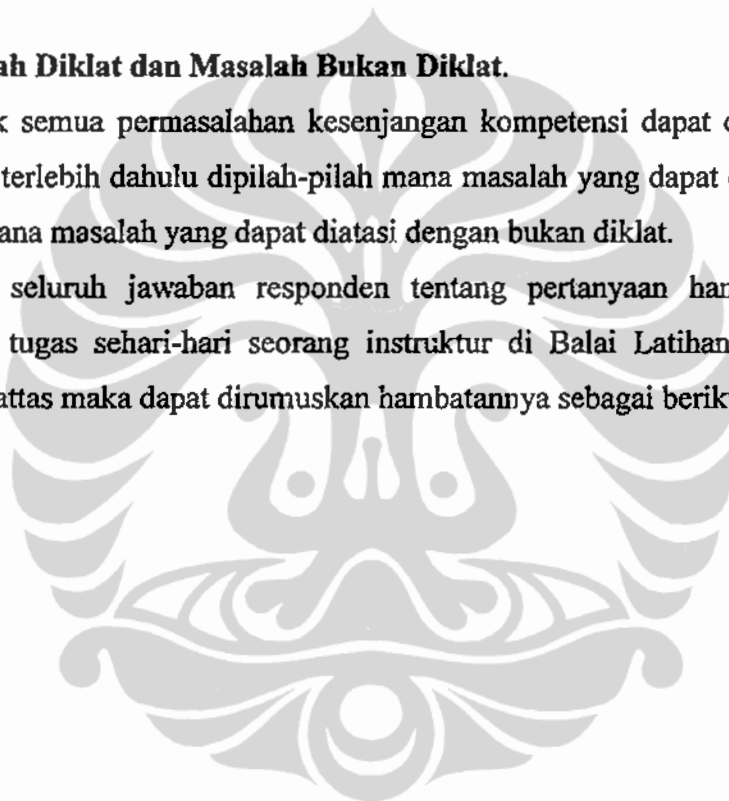 ah Diklat dan Masalah Bukan Diklat.
k semua permasalahan kesenjangan kompetensi dapat
terlebih dahulu dipilah-pilah mana masalah yang dapat
ana masalah yang dapat diatasi dengan bukan diklat.
seluruh jawaban responden tentang pertanyaan
tugas sehari-hari seorang instruktur di Balai Latihan
attas maka dapat dirumuskan hambatannya sebagai